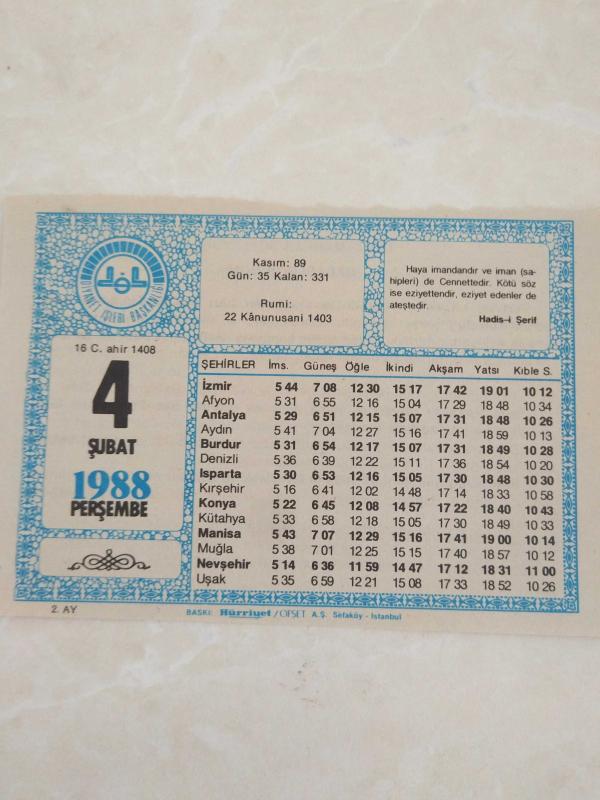 DİYANET İŞLERİ BAŞKANLIĞI
Kasım: 89
Gün: 35 Kalan: 331
Rumi:
22 Kânunusani 1403
Haya imandandır ve iman (sa-
hipleri) de Cennettedir. Kötü söz
ise eziyettendir, eziyet edenler de
ateştedir.
Hadis-i Şerif
16 C. ahir 1408
4
ŞUBAT
1988
PERŞEMBE
ŞEHİRLER İms. Güneş Öğle İkindi Akşam Yatsı Kıble S.
İzmir 5 44 7 08 12 30 15 17 17 42 19 01 10 12
Afyon 5 31 6 55 12 16 15 04 17 29 18 48 10 34
Antalya 5 29 6 51 12 15 15 07 17 31 18 48 10 26
Aydın 5 41 7 04 12 27 15 16 17 41 18 59 10 13
Burdur 5 31 6 54 12 17 15 07 17 31 18 49 10 28
Denizli 5 36 6 39 12 22 15 11 17 36 18 54 10 20
Isparta 5 30 6 53 12 16 15 05 17 30 18 48 10 30
Kırşehir 5 16 6 41 12 02 14 48 17 14 18 33 10 58
Konya 5 22 6 45 12 08 14 57 17 22 18 40 10 43
Kütahya 5 33 6 58 12 18 15 05 17 30 18 49 10 33
Manisa 5 43 7 07 12 29 15 16 17 41 19 00 10 14
Muğla 5 38 7 01 12 25 15 15 17 40 18 57 10 12
Nevşehir 5 14 6 36 11 59 14 47 17 12 18 31 11 00
Uşak 5 35 6 59 12 21 15 08 17 33 18 52 10 26
2. AY
BASKI: Hürriyet/OFSET A.Ş. Sefaköy - İstanbul